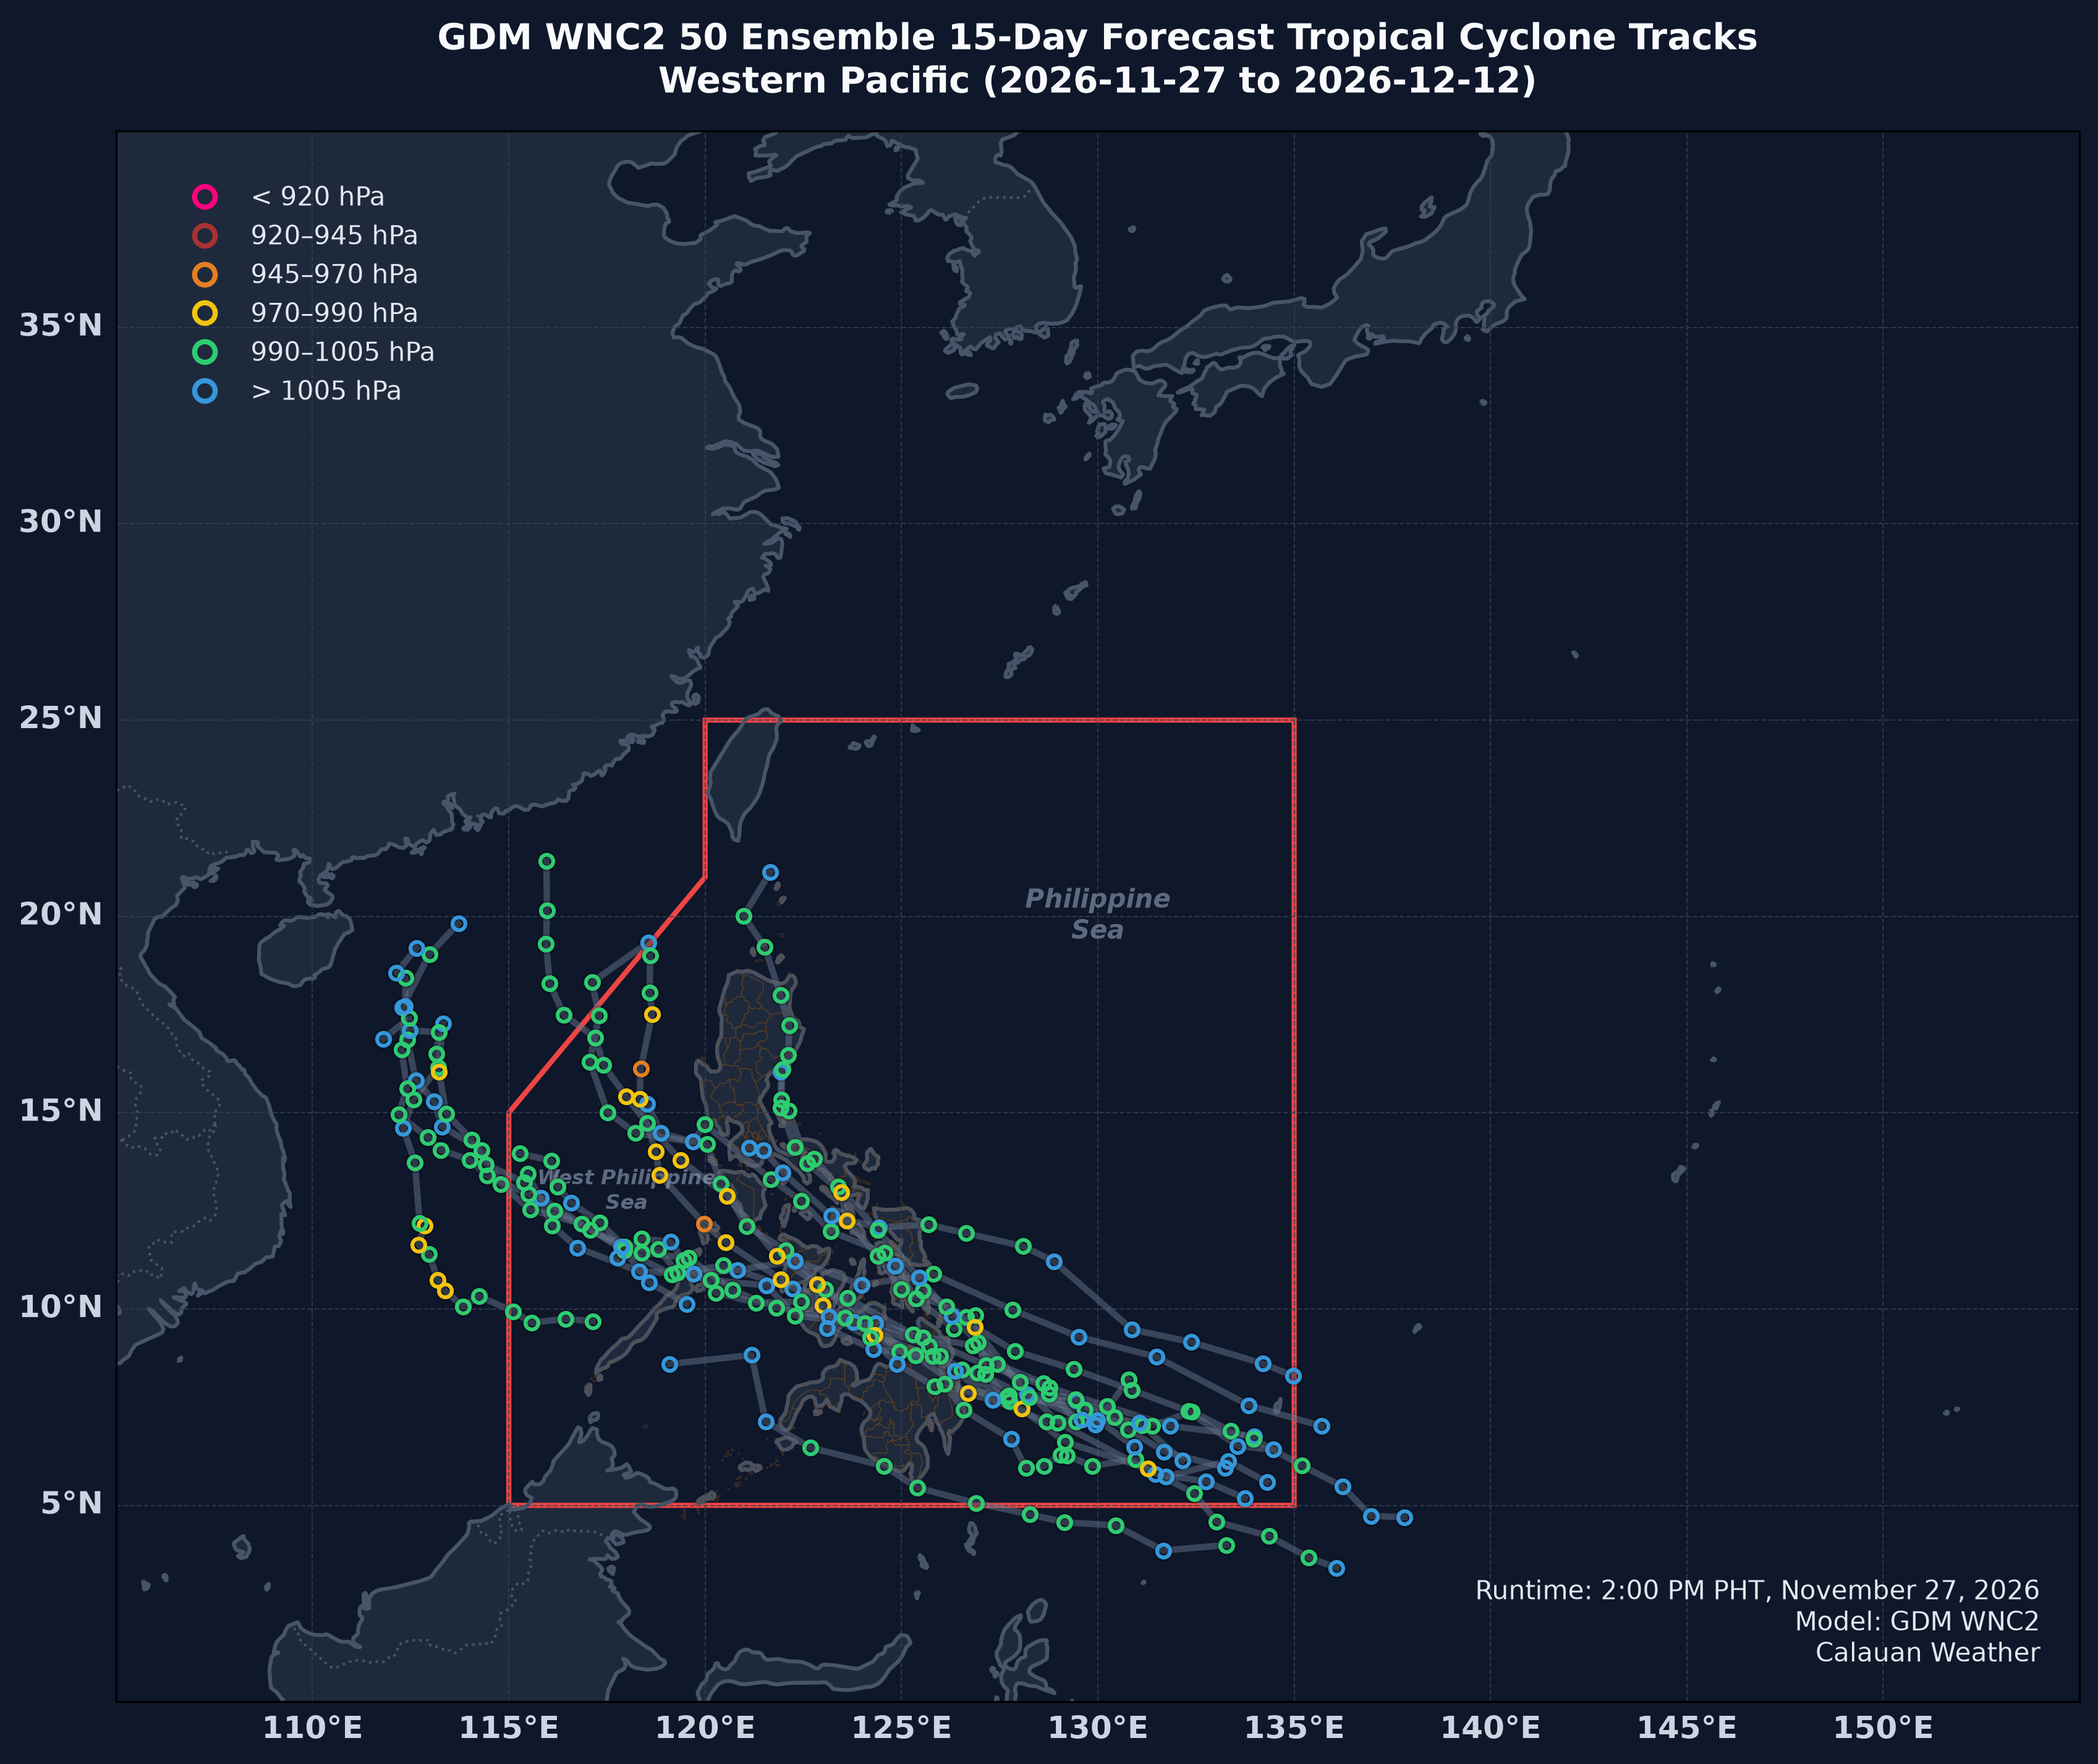 GDM WNC2 50 Ensemble 15-Day Forecast Tropical Cyclone Tracks
Western Pacific (2026-11-27 to 2026-12-12)
< 920 hPa
920–945 hPa
945–970 hPa
970–990 hPa
990–1005 hPa
> 1005 hPa
35°N
30°N
25°N
20°N
15°N
10°N
5°N
Philippine
Sea
West Philippine
Sea
Runtime: 2:00 PM PHT, November 27, 2026
Model: GDM WNC2
Calauan Weather
110°E
115°E
120°E
125°E
130°E
135°E
140°E
145°E
150°E